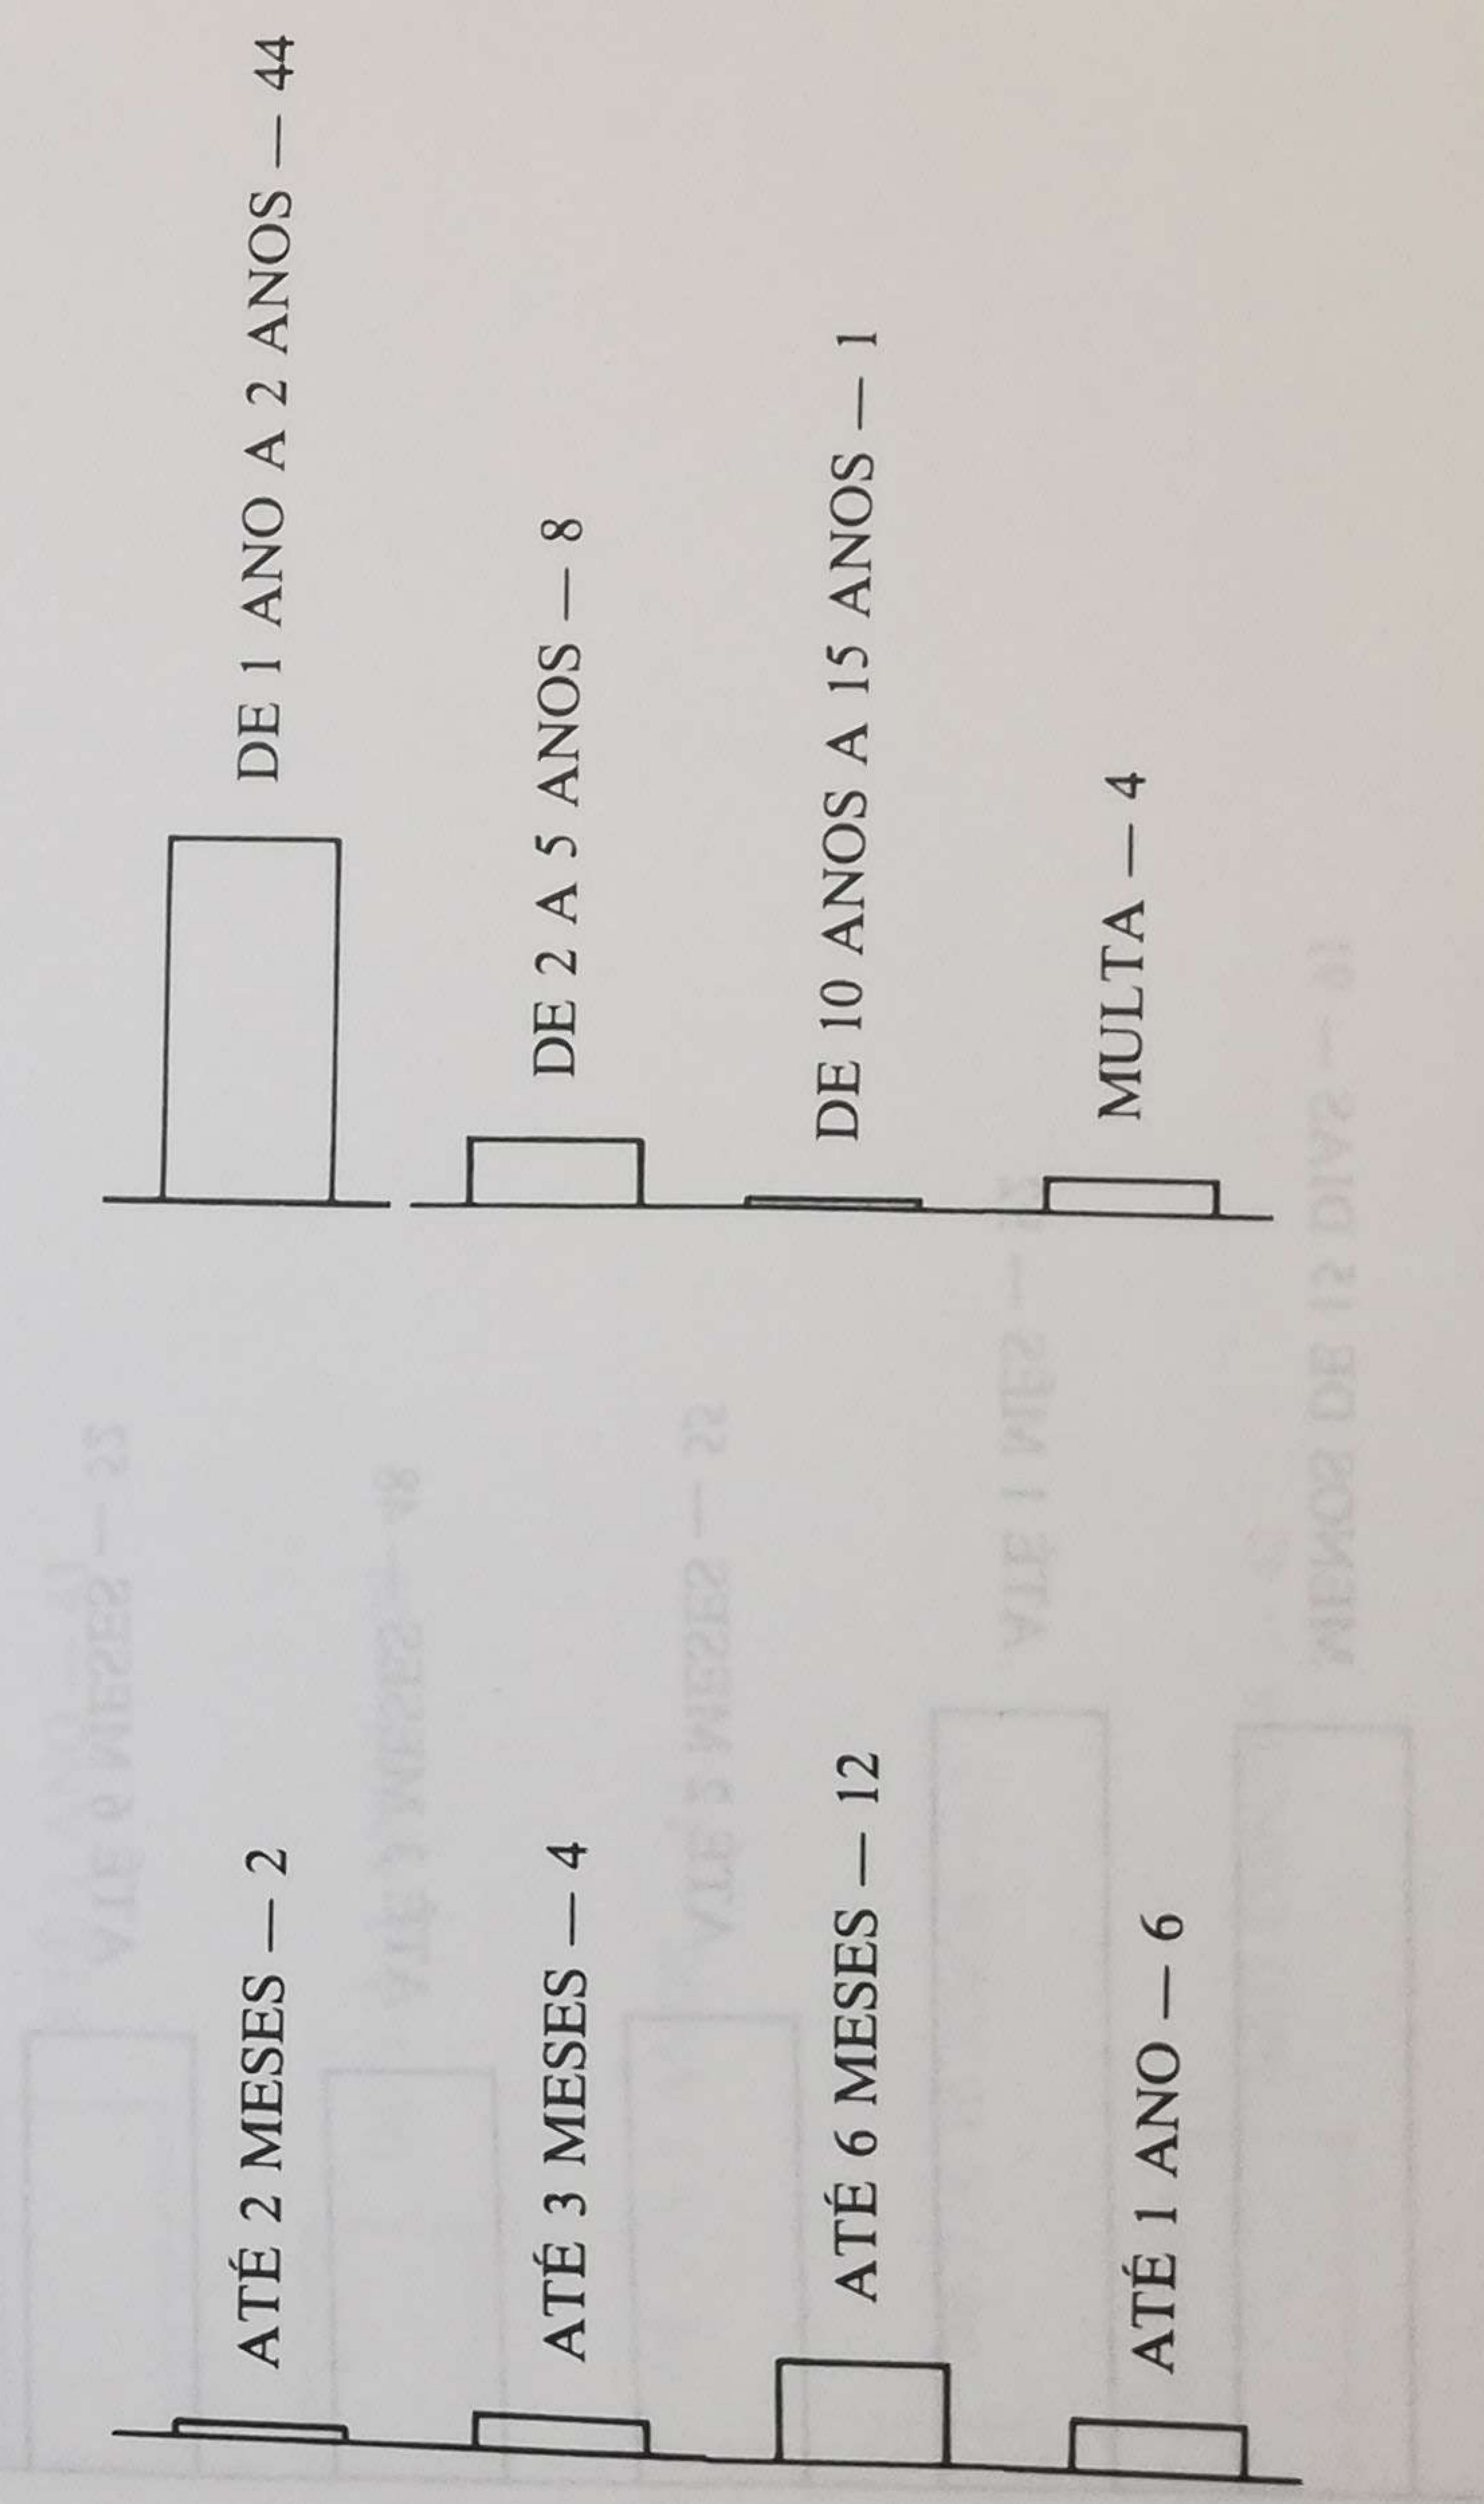 ATÉ 2 MESES — 2
ATÉ 3 MESES — 4
ATÉ 6 MESES — 12
ATÉ 1 ANO — 6
DE 1 ANO A 2 ANOS — 44
DE 2 A 5 ANOS — 8
DE 10 ANOS A 15 ANOS — 1
MULTA — 4